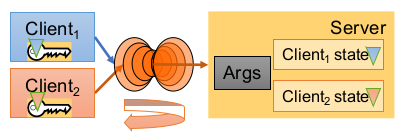 Client₁
Client₂
Server
Args
Client₁ state
Client₂ state